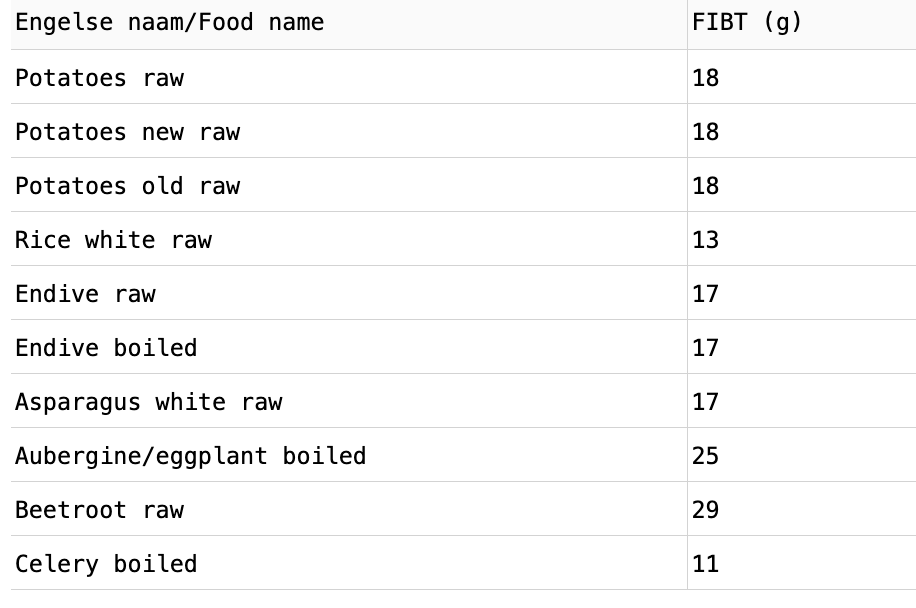 Engelse naam/Food name FIBT (g)
Potatoes raw 18
Potatoes new raw 18
Potatoes old raw 18
Rice white raw 13
Endive raw 17
Endive boiled 17
Asparagus white raw 17
Aubergine/eggplant boiled 25
Beetroot raw 29
Celery boiled 11